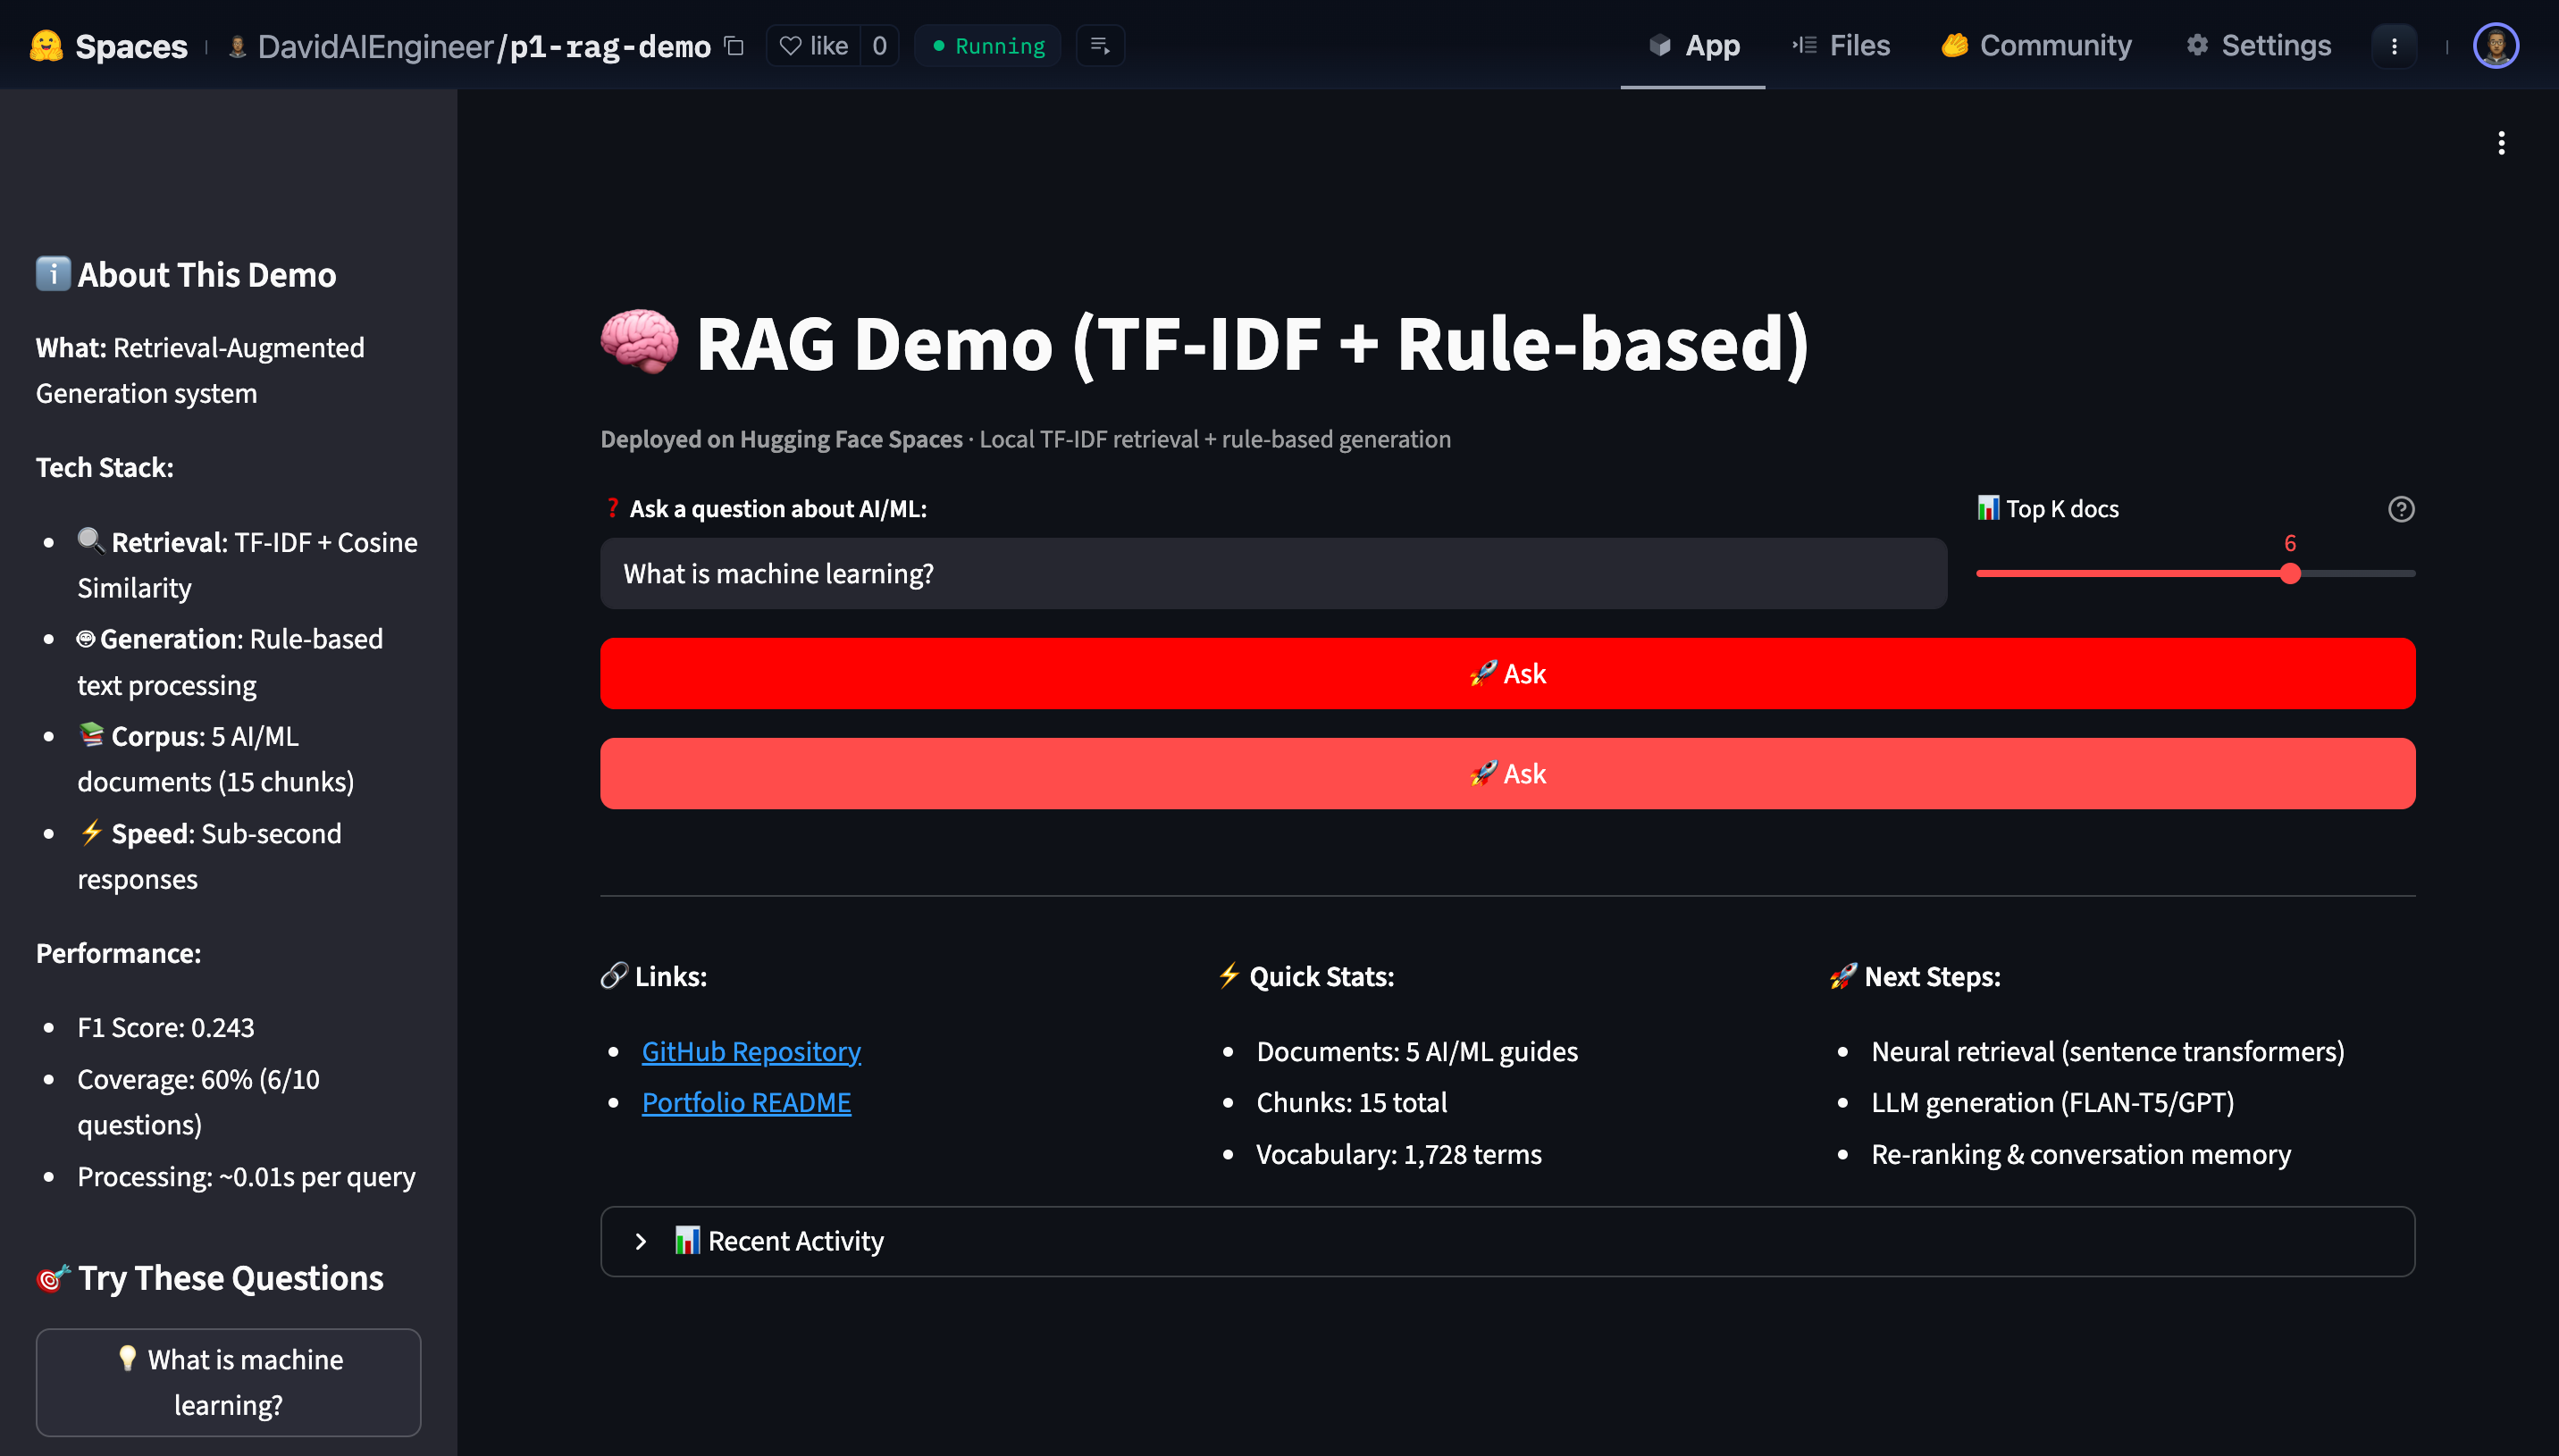 Spaces
DavidAIEngineer/p1-rag-demo
like 0
Running
App
Files
Community
Settings
ℹ️ About This Demo
What: Retrieval-Augmented
Generation system
Tech Stack:
• 🔍 Retrieval: TF-IDF + Cosine
Similarity
• Generation: Rule-based
text processing
• 📚 Corpus: 5 AI/ML
documents (15 chunks)
• ⚡ Speed: Sub-second
responses
Performance:
• F1 Score: 0.243
• Coverage: 60% (6/10
questions)
• Processing: ~0.01s per query
🎯 Try These Questions
💡 What is machine
learning?
🧠 RAG Demo (TF-IDF + Rule-based)
Deployed on Hugging Face Spaces · Local TF-IDF retrieval + rule-based generation
❓ Ask a question about AI/ML:
What is machine learning?
📊 Top K docs
6
🚀 Ask
🚀 Ask
🔗 Links:
• GitHub Repository
• Portfolio README
⚡ Quick Stats:
• Documents: 5 AI/ML guides
• Chunks: 15 total
• Vocabulary: 1,728 terms
🚀 Next Steps:
• Neural retrieval (sentence transformers)
• LLM generation (FLAN-T5/GPT)
• Re-ranking & conversation memory
📊 Recent Activity